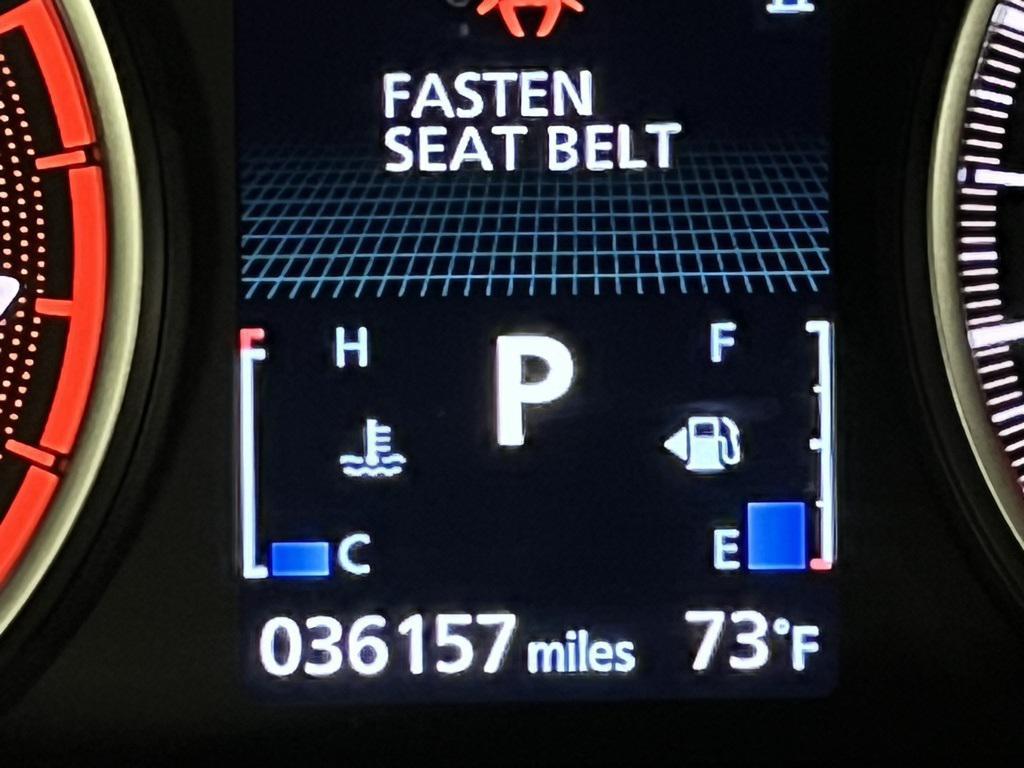 FASTEN
SEAT BELT
H P F
C E
036157 miles 73°F